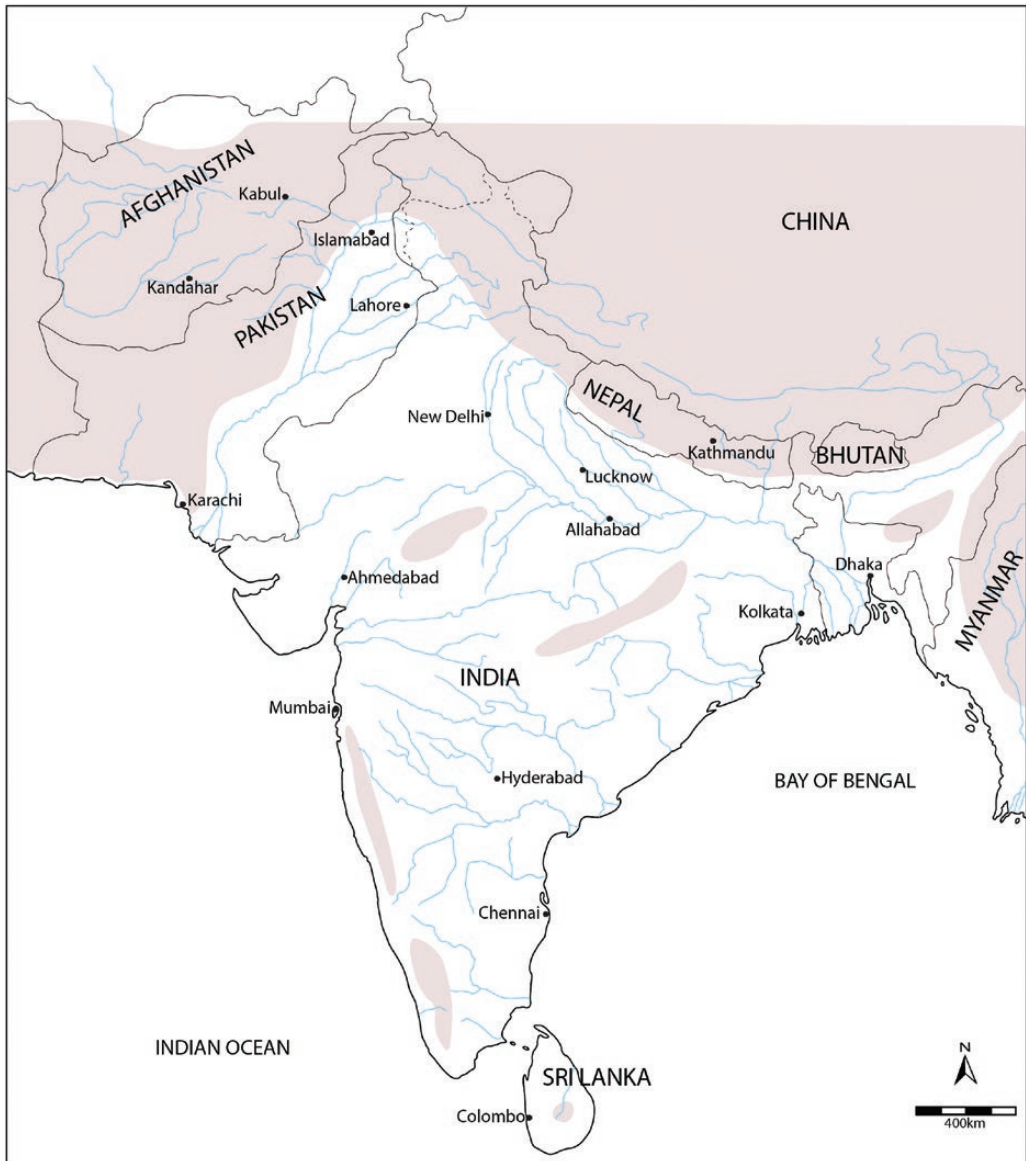 AFGHANISTAN
Kabul
CHINA
Islamabad
Kandahar
PAKISTAN
Lahore
NEPAL
New Delhi
Kathmandu
BHUTAN
Lucknow
Karachi
Allahabad
Dhaka
Ahmedabad
Kolkata
MYANMAR
INDIA
Mumbai
Hyderabad
BAY OF BENGAL
Chennai
INDIAN OCEAN
N
SRI LANKA
Colombo
400km